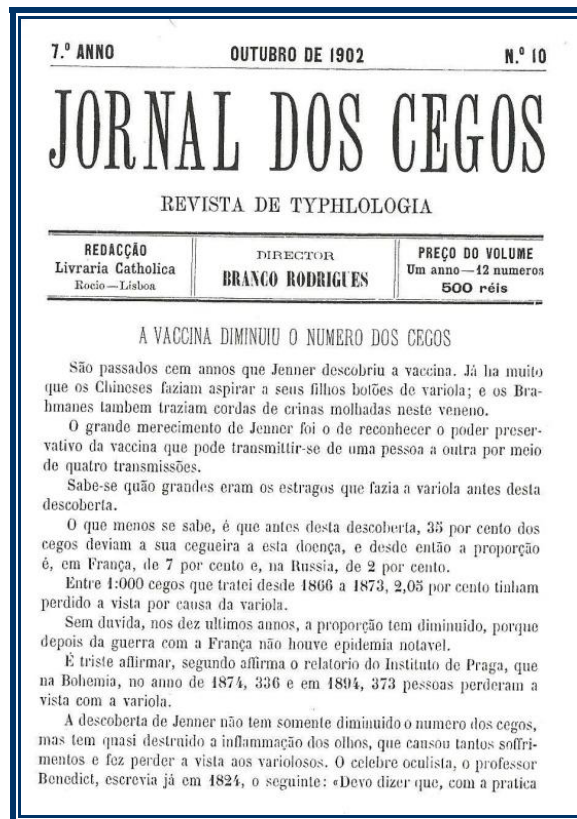 7.º ANNO OUTUBRO DE 1902 N.º 10
JORNAL DOS CEGOS
REVISTA DE TYPHLOLOGIA
REDACÇÃO
Livraria Catholica
Rocio—Lisboa
DIRECTOR
BRANCO RODRIGUES
PREÇO DO VOLUME
Um anno—12 numeros
500 réis
A VACCINA DIMINUIU O NUMERO DOS CEGOS
São passados cem annos que Jenner descobriu a vaccina. Já ha muito
que os Chineses faziam aspirar a seus filhos botões de variola; e os Bra-
hmanes tambem traziam cordas de crinas molhadas neste veneno.
O grande merecimento de Jenner foi o de reconhecer o poder preser-
vativo da vaccina que pode transmittir-se de uma pessoa a outra por meio
de quatro transmissões.
Sabe-se quão grandes eram os estragos que fazia a variola antes desta
descoberta.
O que menos se sabe, é que antes desta descoberta, 35 por cento dos
cegos deviam a sua cegueira a esta doença, e desde então a proporção
é, em França, de 7 por cento e, na Russia, de 2 por cento.
Entre 1:000 cegos que tratei desde 1866 a 1873, 2,05 por cento tinham
perdido a vista por causa da variola.
Sem duvida, nos dez ultimos annos, a proporção tem diminuido, porque
depois da guerra com a França não houve epidemia notavel.
É triste affirmar, segundo affirma o relatorio do Instituto de Praga, que
na Bohemia, no anno de 1874, 336 e em 1894, 373 pessoas perderam a
vista com a variola.
A descoberta de Jenner não tem somente diminuido o numero dos cegos,
mas tem quasi destruido a inflammação dos olhos, que causou tantos soffri-
mentos e fez perder a vista aos variolosos. O celebre oculista, o professor
Benedict, escrevia já em 1824, o seguinte: «Devo dizer que, com a pratica